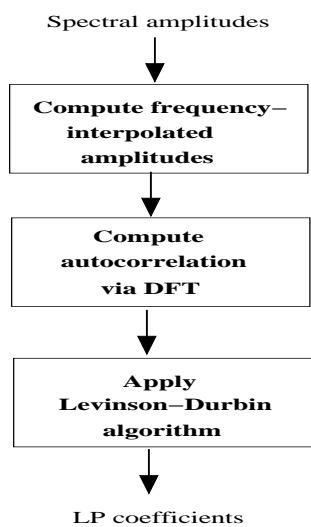 Spectral amplitudes
Compute frequency−
interpolated
amplitudes
Compute
autocorrelation
via DFT
Apply
Levinson−Durbin
algorithm
LP coefficients